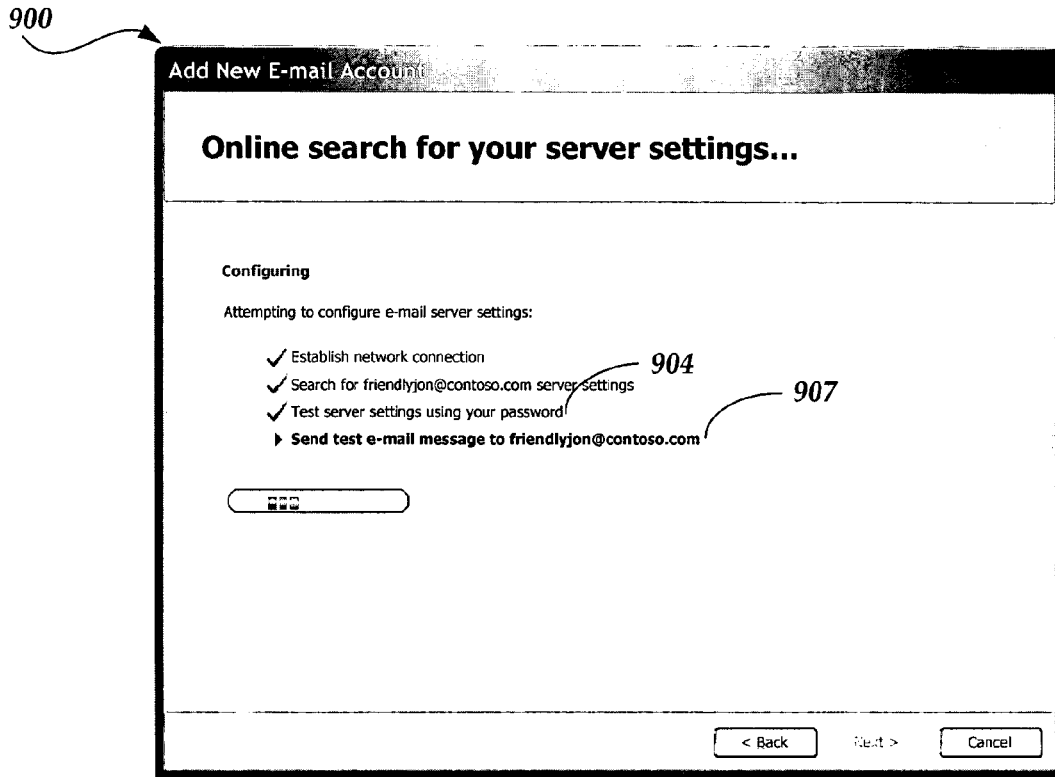 900
Add New E-mail Account
Online search for your server settings...
Configuring
Attempting to configure e-mail server settings:
Establish network connection
904
Search for friendlyjon@contoso.com server settings
907
Test server settings using your password
Send test e-mail message to friendlyjon@contoso.com
< Back Next > Cancel